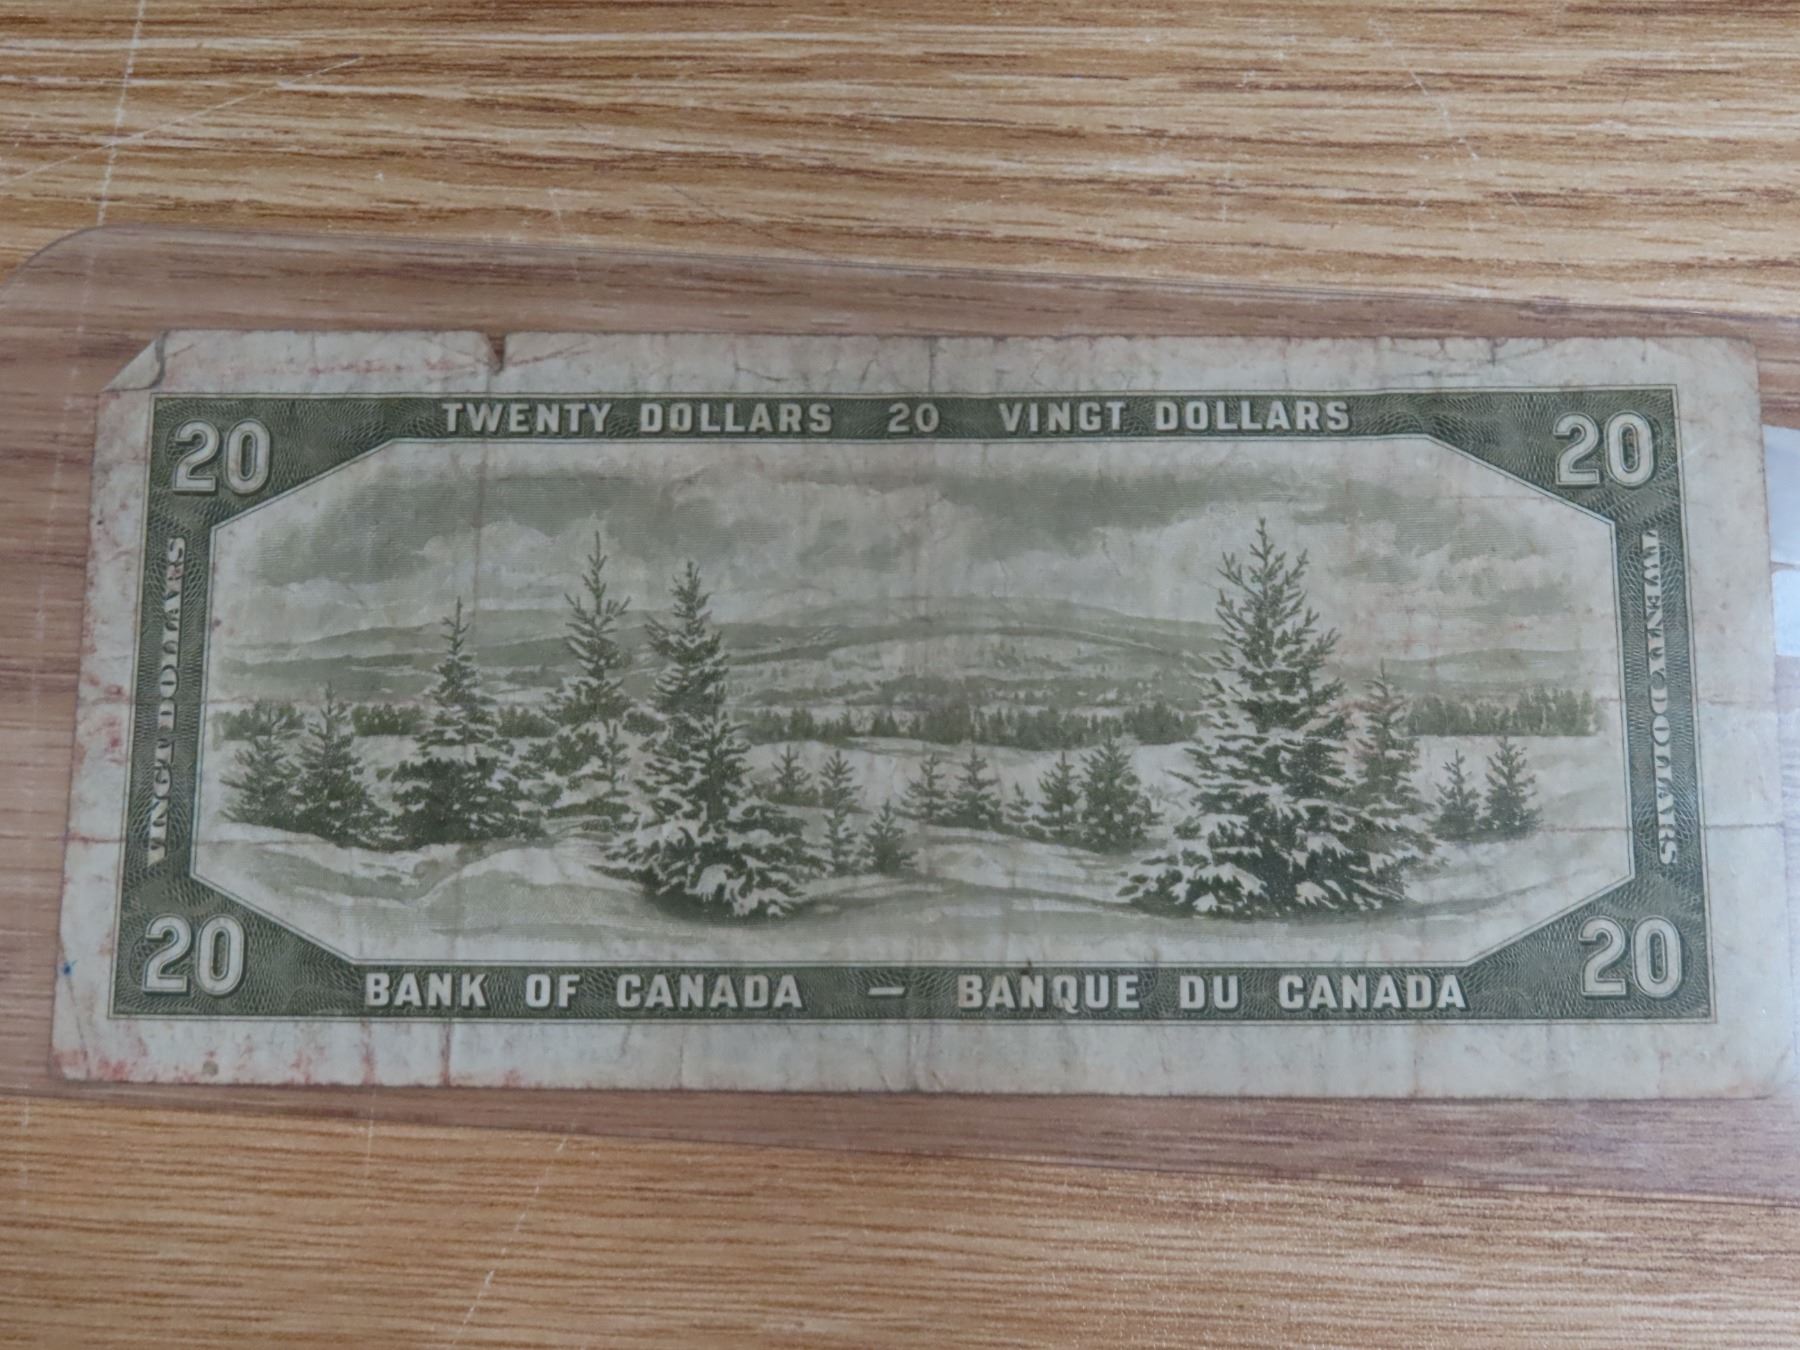 TWENTY DOLLARS 20 VINGT DOLLARS
20
20
VINGT DOLLARS
TWENTY DOLLARS
20
20
BANK OF CANADA — BANQUE DU CANADA